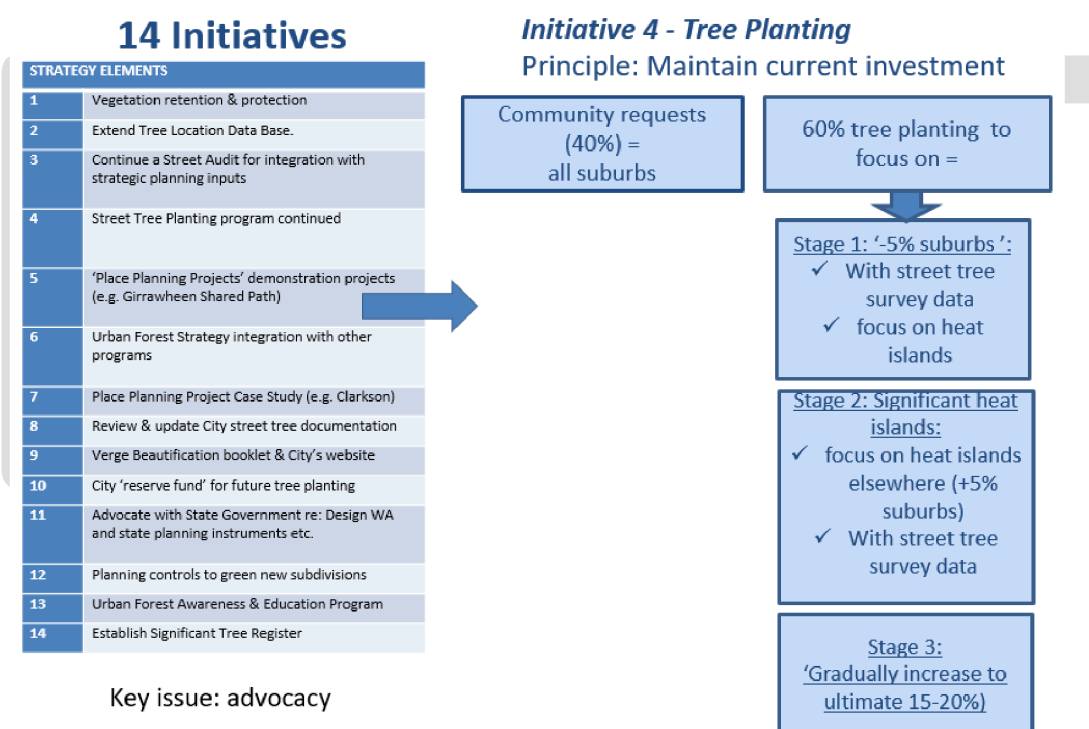 14 Initiatives
STRATEGY ELEMENTS
1 Vegetation retention & protection
2 Extend Tree Location Data Base.
3 Continue a Street Audit for integration with
strategic planning inputs
4 Street Tree Planting program continued
5 ‘Place Planning Projects’ demonstration projects
(e.g. Girrawheen Shared Path)
6 Urban Forest Strategy integration with other
programs
7 Place Planning Project Case Study (e.g. Clarkson)
8 Review & update City street tree documentation
9 Verge Beautification booklet & City’s website
10 City ‘reserve fund’ for future tree planting
11 Advocate with State Government re: Design WA
and state planning instruments etc.
12 Planning controls to green new subdivisions
13 Urban Forest Awareness & Education Program
14 Establish Significant Tree Register
Key issue: advocacy
Initiative 4 - Tree Planting
Principle: Maintain current investment
Community requests
(40%) =
all suburbs
60% tree planting to
focus on =
Stage 1: ‘-5% suburbs ’:
✓ With street tree
survey data
✓ focus on heat
islands
Stage 2: Significant heat
islands:
✓ focus on heat islands
elsewhere (+5%
suburbs)
✓ With street tree
survey data
Stage 3:
‘Gradually increase to
ultimate 15-20%)